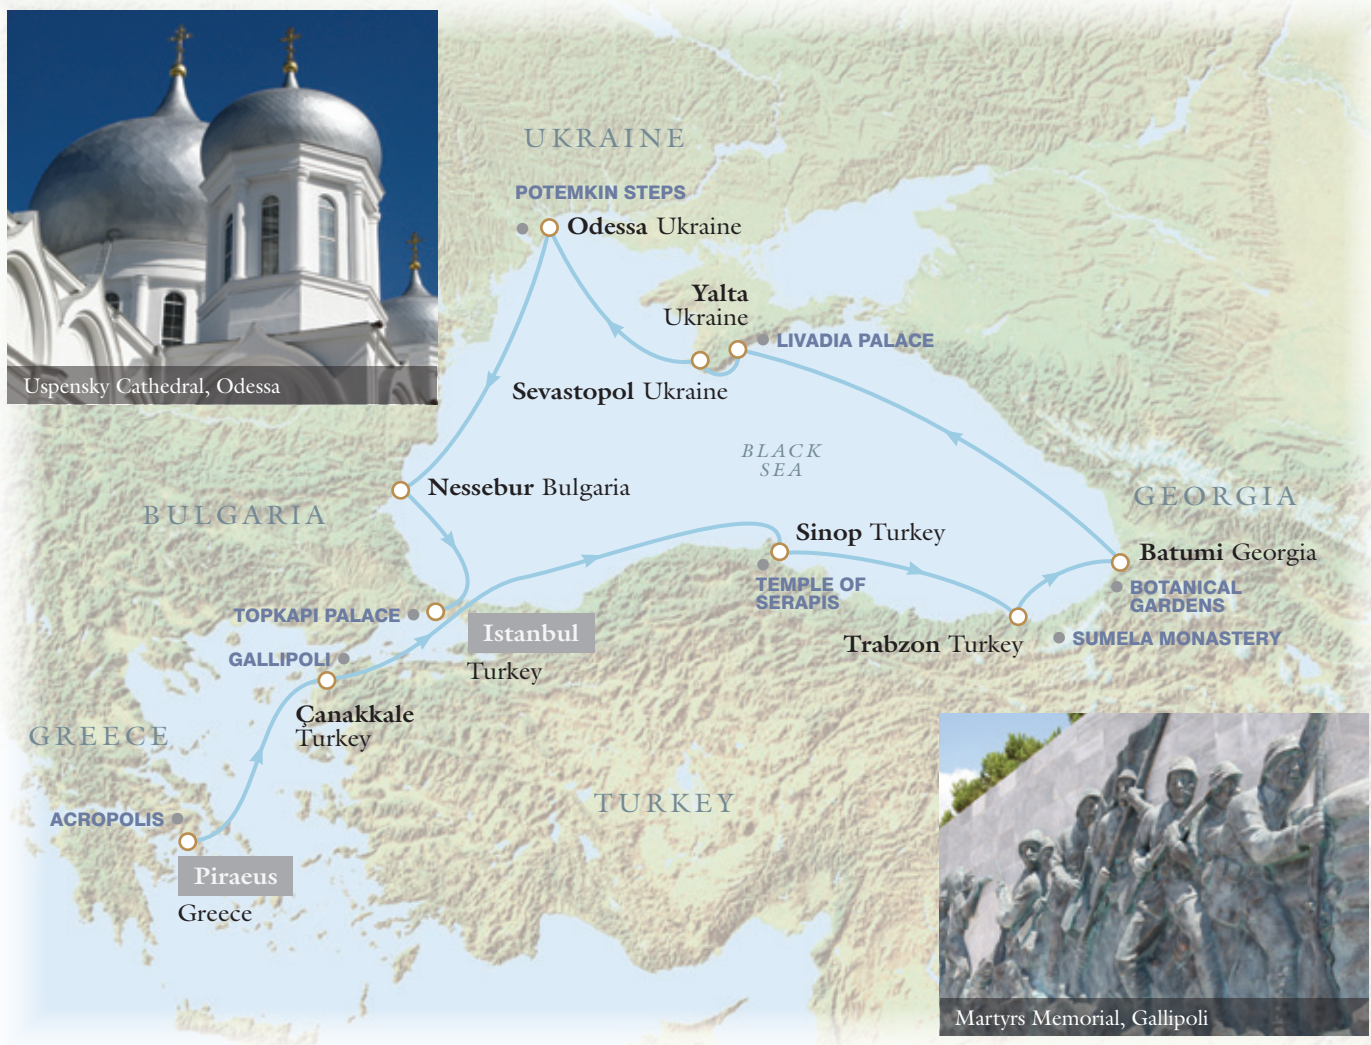 UKRAINE
POTEMKIN STEPS
Odessa Ukraine
Uspensky Cathedral, Odessa
Yalta
Ukraine
LIVADIA PALACE
Sevastopol Ukraine
BLACK
SEA
Nessebur Bulgaria
BULGARIA
GEORGIA
Sinop Turkey
Batumi Georgia
TEMPLE OF
SERAPIS
BOTANICAL
GARDENS
TOPKAPI PALACE
Istanbul
Turkey
Trabzon Turkey
SUMELA MONASTERY
GALLIPOLI
Çanakkale
Turkey
GREECE
TURKEY
ACROPOLIS
Piraeus
Greece
Martyrs Memorial, Gallipoli